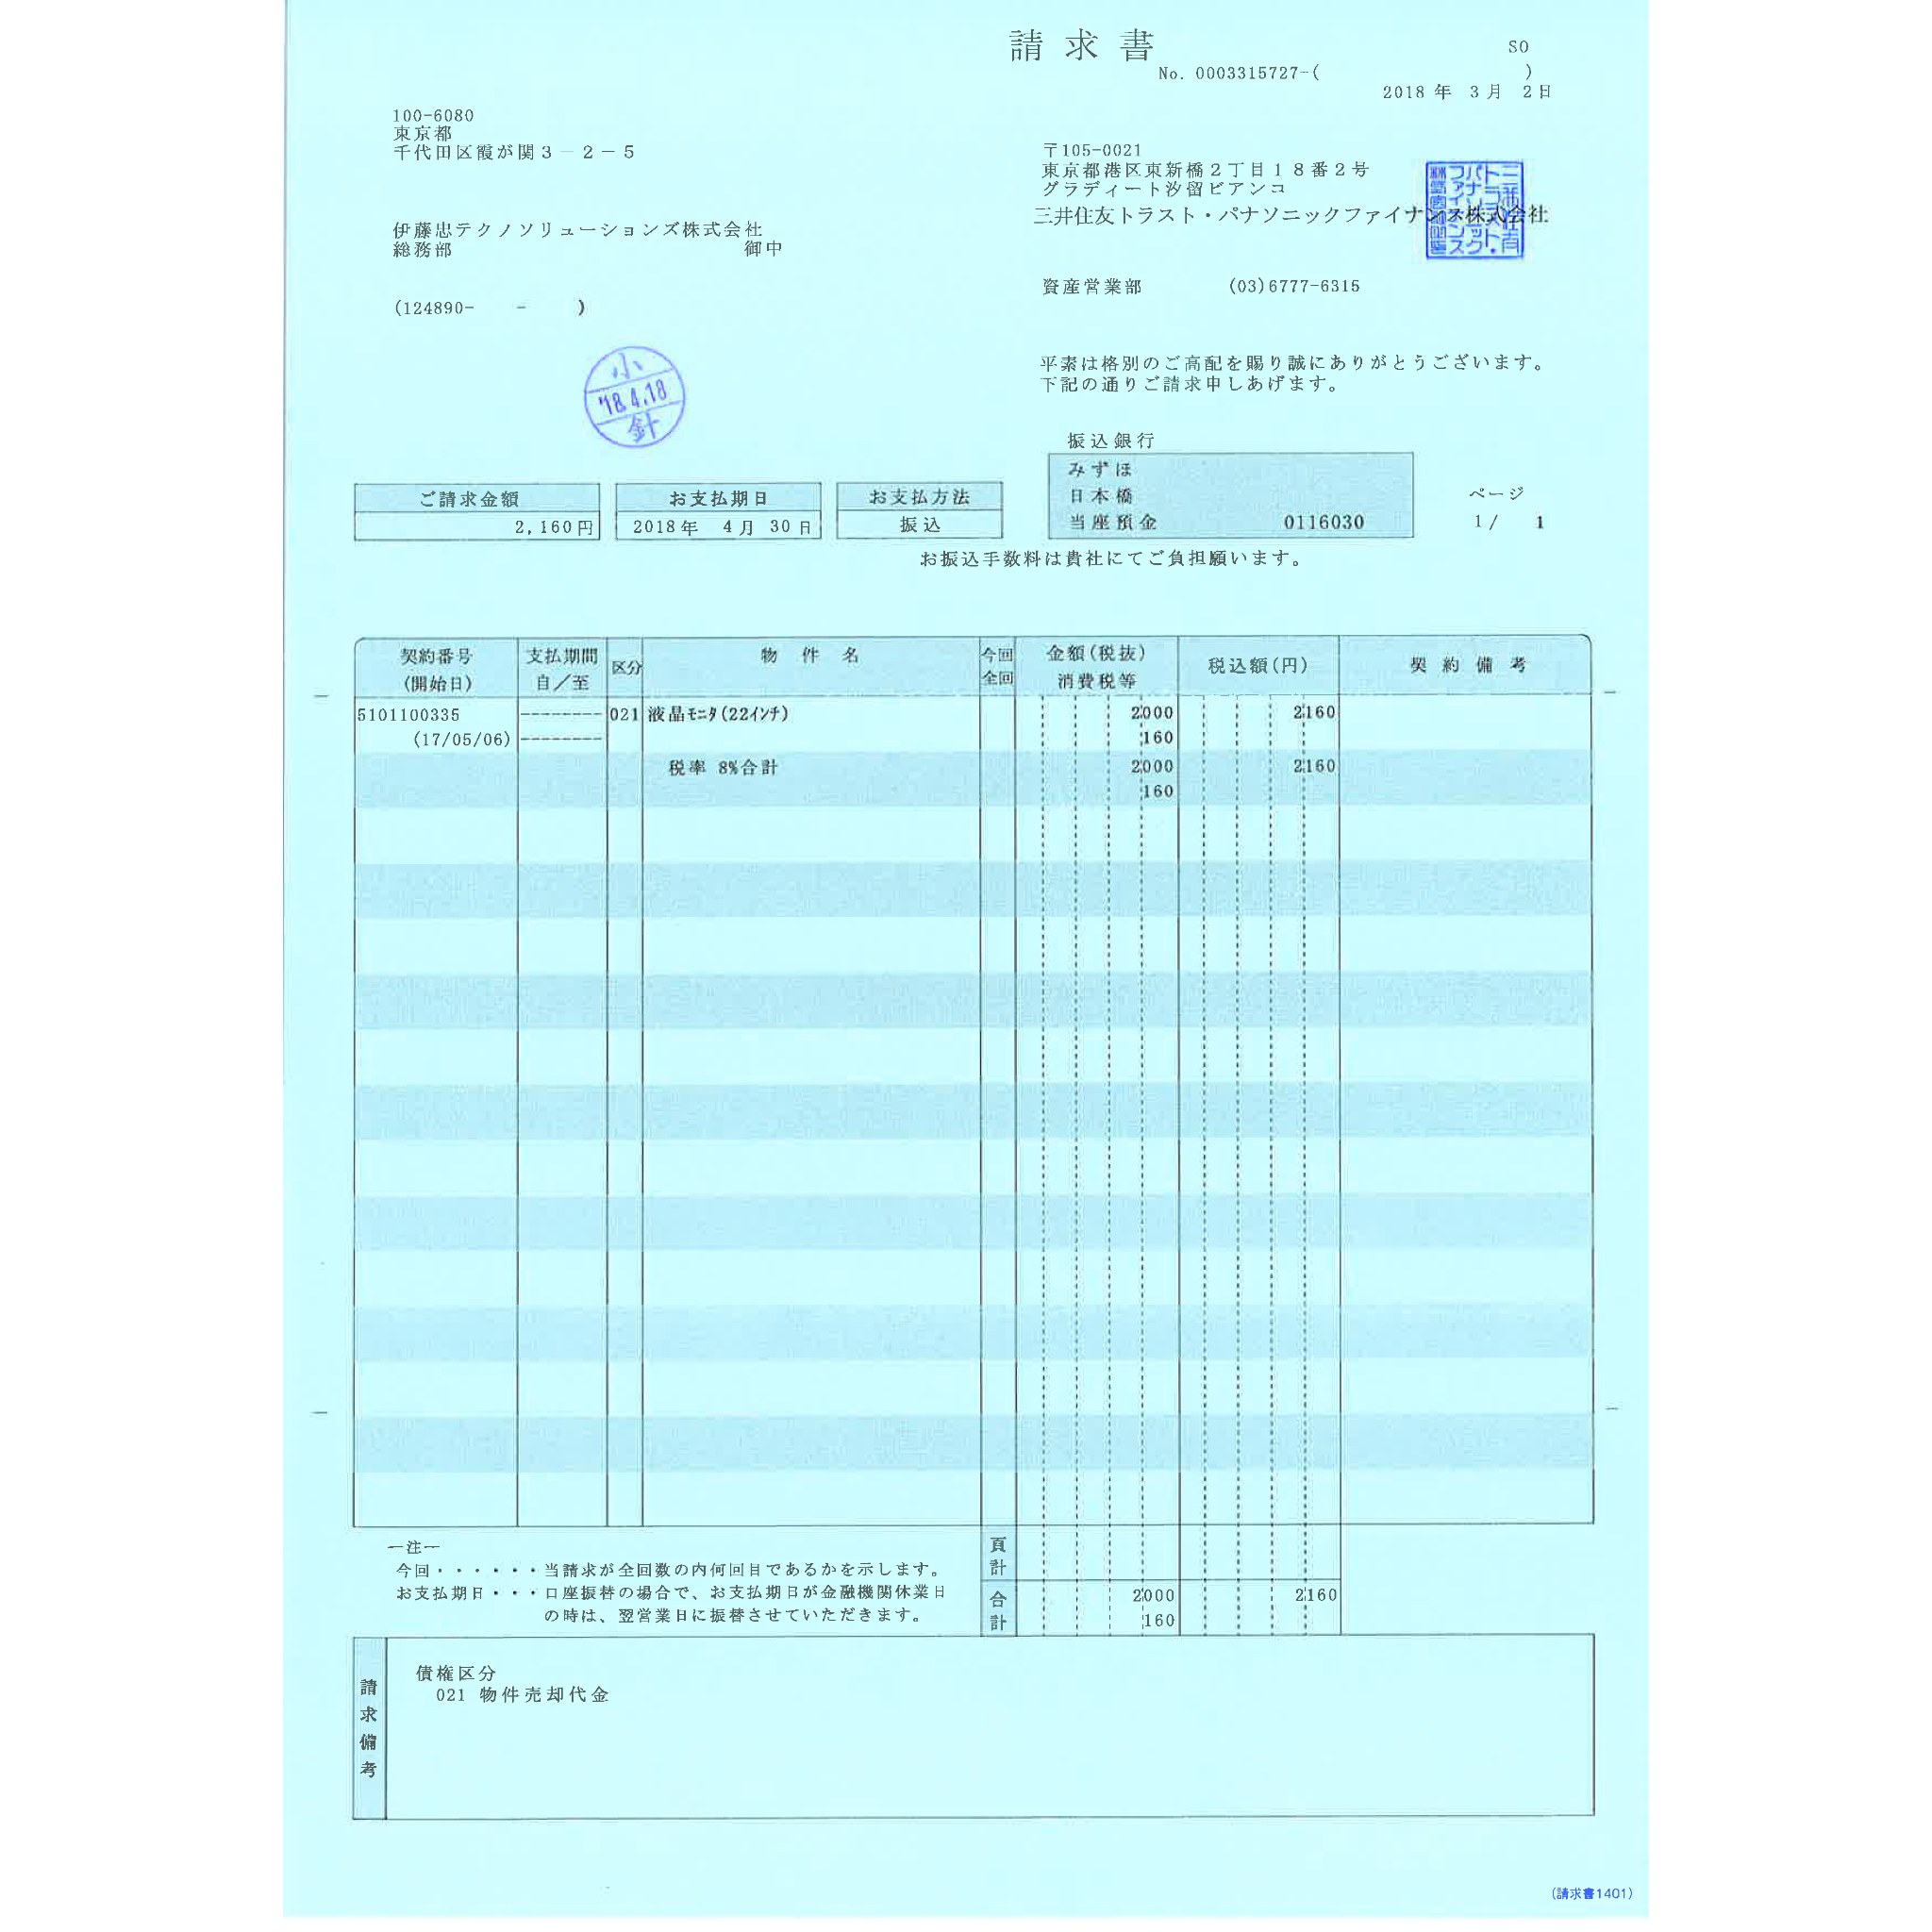 請求書
SO
No. 0003315727-( )
2018 年 3 月 2 日
100-6080
東京都
千代田区霞が関３－２－５
伊藤忠テクノソリューションズ株式会社
総務部 御中
(124890- - )
〒105-0021
東京都港区東新橋２丁目１８番２号
グラディート汐留ビアンコ
三井住友トラスト・パナソニックファイナンス株式会社
資産営業部 (03)6777-6315
小
'18.4.18
針
平素は格別のご高配を賜り誠にありがとうございます。
下記の通りご請求申しあげます。
振込銀行
みずほ
日本橋
当座預金 0116030
ページ
1/ 1
ご請求金額 お支払期日 お支払方法
2,160円 2018年 4月 30日 振込
お振込手数料は貴社にてご負担願います。
契約番号 (開始日) 支払期間 自／至 区分 物件名 今回 全回 金額(税抜) 消費税等 税込額(円) 契約備考
5101100335 -------- 021 液晶ﾓﾆﾀ(22ｲﾝﾁ) 2000 2160
(17/05/06) -------- 160
税率 8%合計 2000 2160
160
頁計
合計 2000 2160
160
－注－
今回・・・・・・当請求が全回数の内何回目であるかを示します。
お支払期日・・・口座振替の場合で、お支払期日が金融機関休業日
の時は、翌営業日に振替させていただきます。
請求備考
債権区分
021 物件売却代金
(請求書1401)